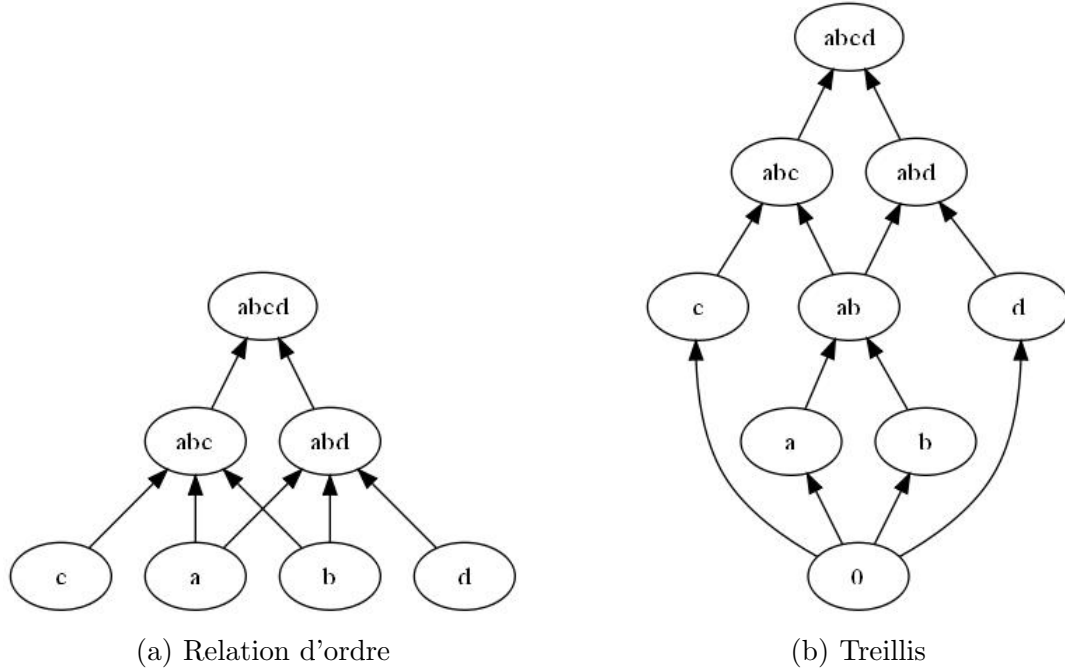 abcd
abc abd
c a b d
(a) Relation d'ordre
abcd
abc abd
c ab d
a b
0
(b) Treillis